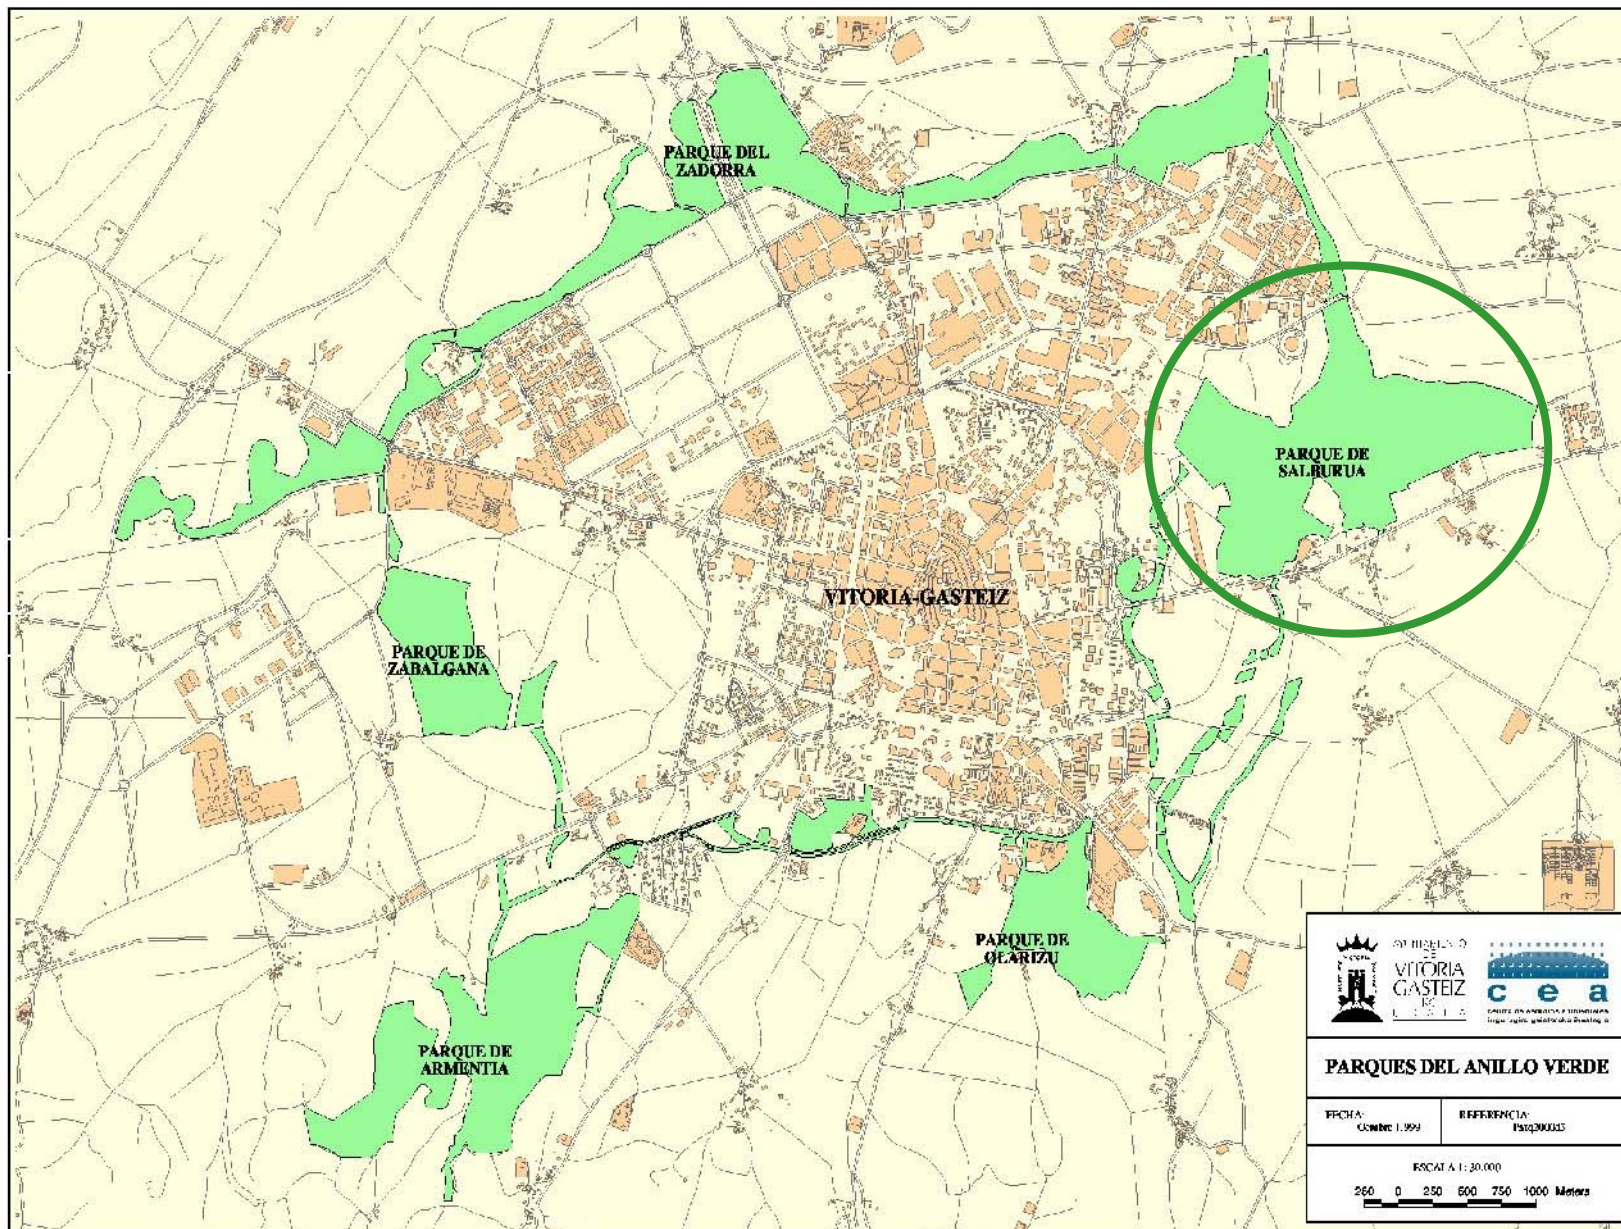 PARQUE DEL
ZADORRA
PARQUE DE
SALBURUA
VITORIA-GASTEIZ
PARQUE DE
ZABALGANA
PARQUE DE
OLARIZU
PARQUE DE
ARMENTIA
VITORIA
GASTEIZ
cea
PARQUES DEL ANILLO VERDE
FECHA:
REFERENCIA:
ESCALA 1: 30.000
250 0 250 500 750 1000 Meters